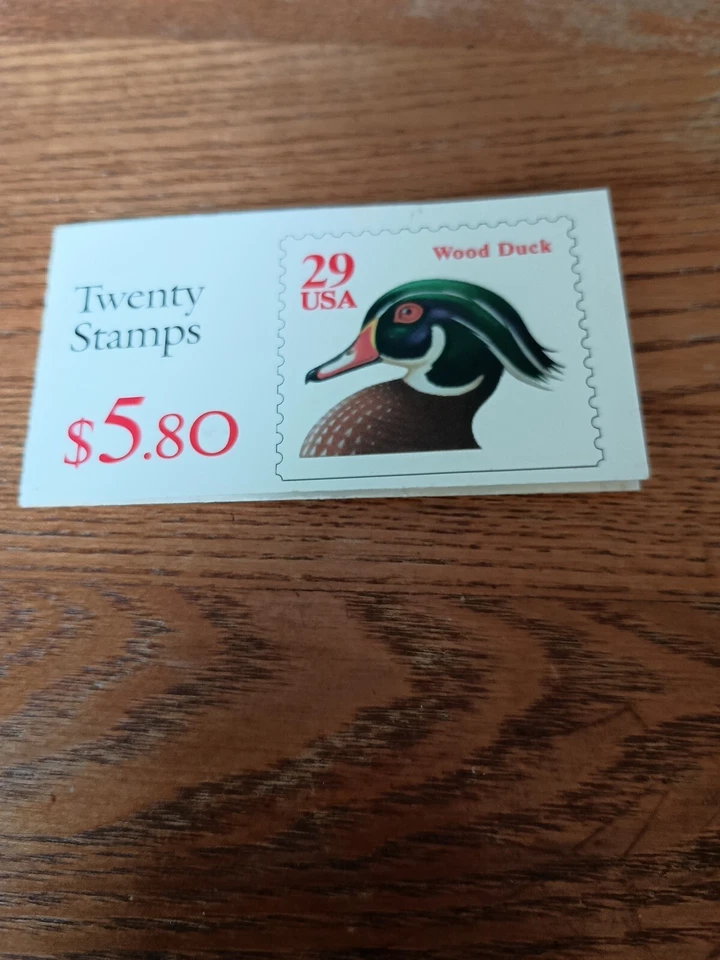 Twenty
Stamps
$5.80
29
USA
Wood Duck